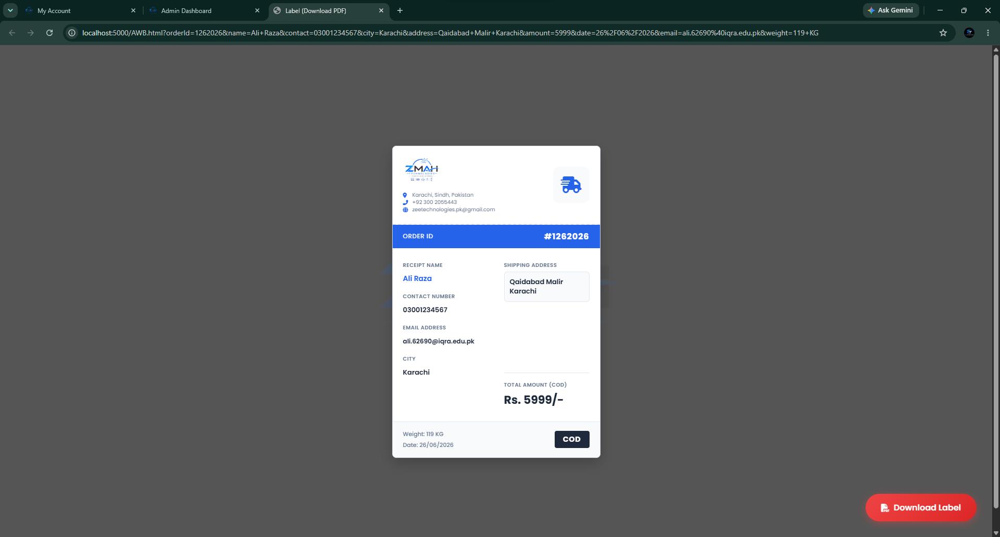 My Account
Admin Dashboard
Label (Download PDF)
Ask Gemini
localhost:5000/AWB.html?orderId=1262026&name=Ali+Raza&contact=03001234567&city=Karachi&address=Qaidabad+Malir+Karachi&amount=5999&date=26%2F06%2F2026&email=ali.62690%40iqra.edu.pk&weight=119+KG
ZMAH
TECHNOLOGIES
Karachi, Sindh, Pakistan
+92 300 2055443
zeetechnologies.pk@gmail.com
ORDER ID
#1262026
RECEIPT NAME
Ali Raza
CONTACT NUMBER
03001234567
EMAIL ADDRESS
ali.62690@iqra.edu.pk
CITY
Karachi
SHIPPING ADDRESS
Qaidabad Malir
Karachi
TOTAL AMOUNT (COD)
Rs. 5999/-
Weight: 119 KG
Date: 26/06/2026
COD
PDF
Download Label